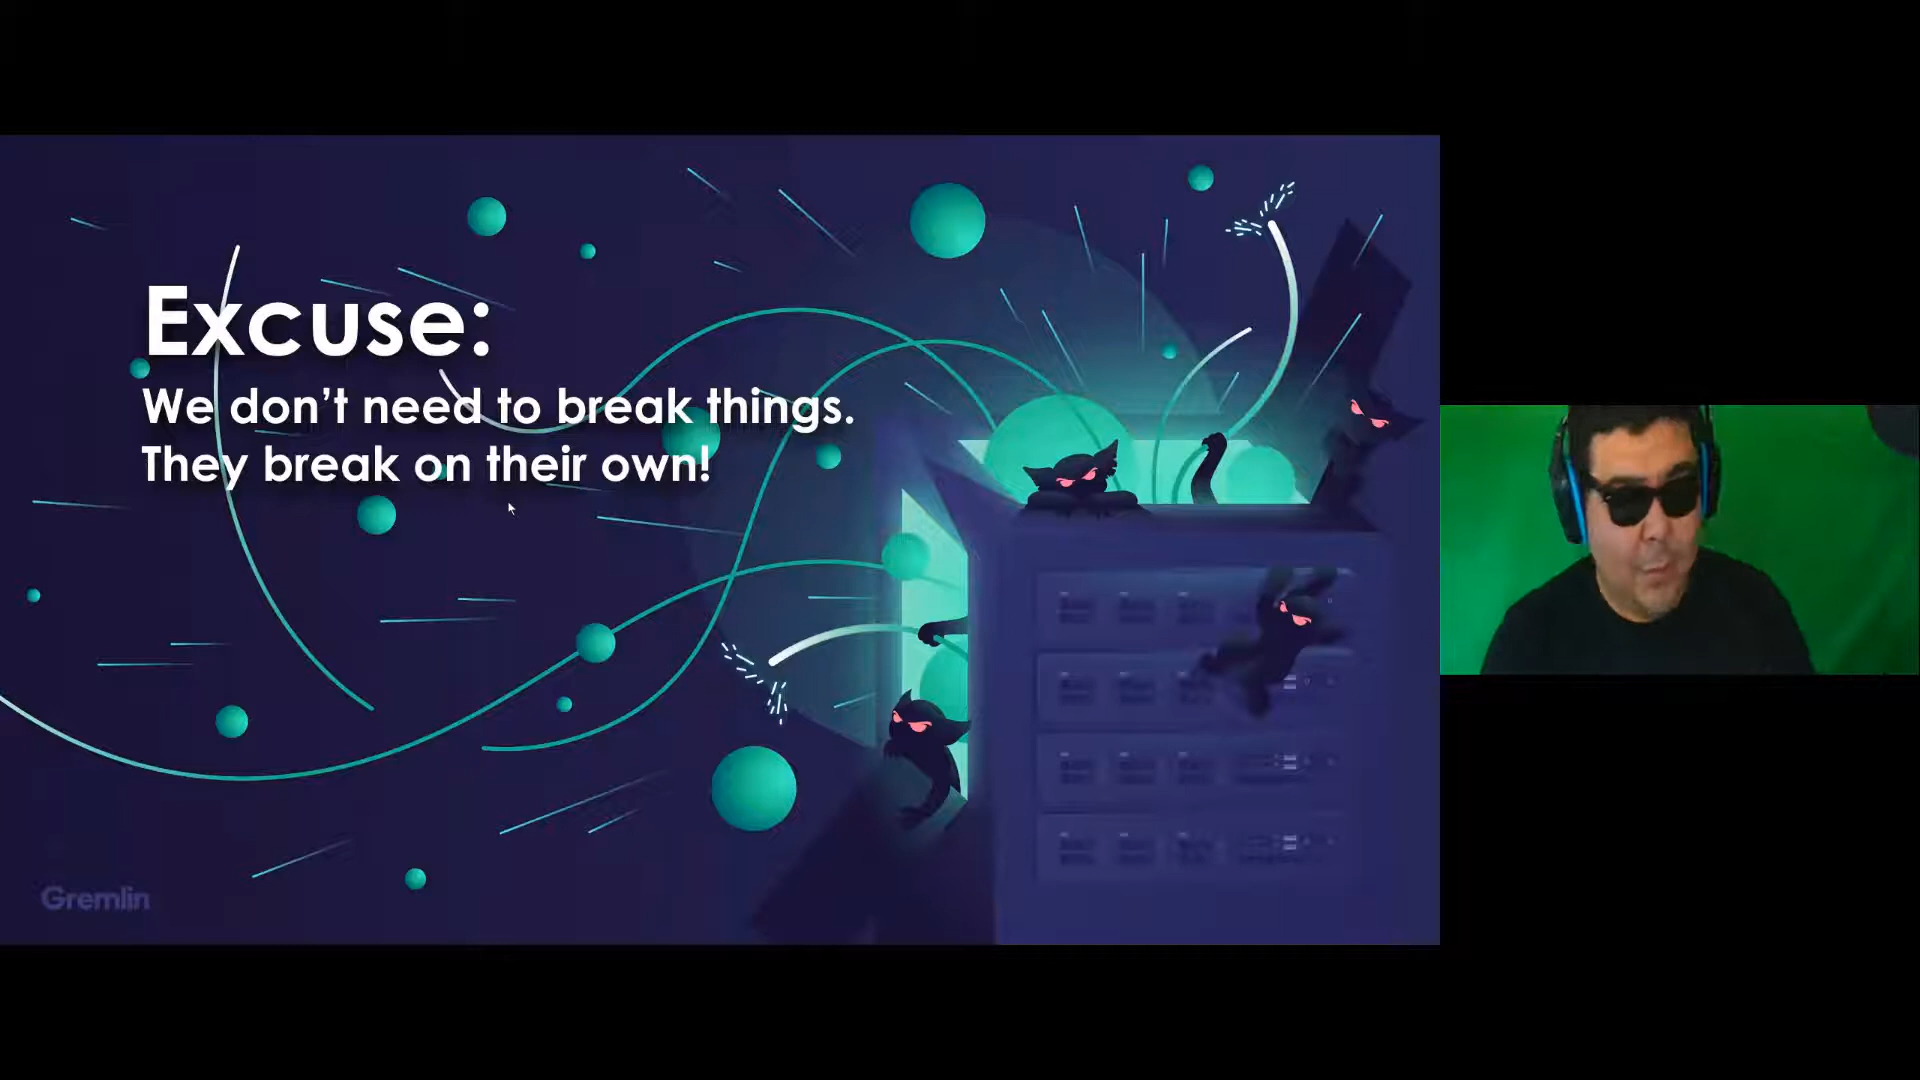 Excuse:
We don’t need to break things.
They break on their own!
Gremlin